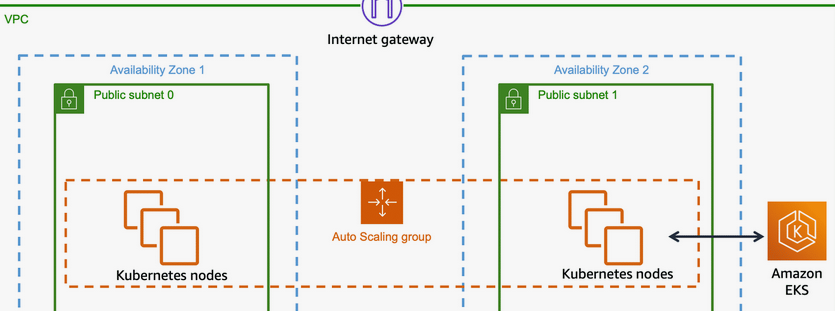 VPC
Internet gateway
Availability Zone 1
Availability Zone 2
Public subnet 0
Public subnet 1
Auto Scaling group
Kubernetes nodes
Kubernetes nodes
K
Amazon
EKS